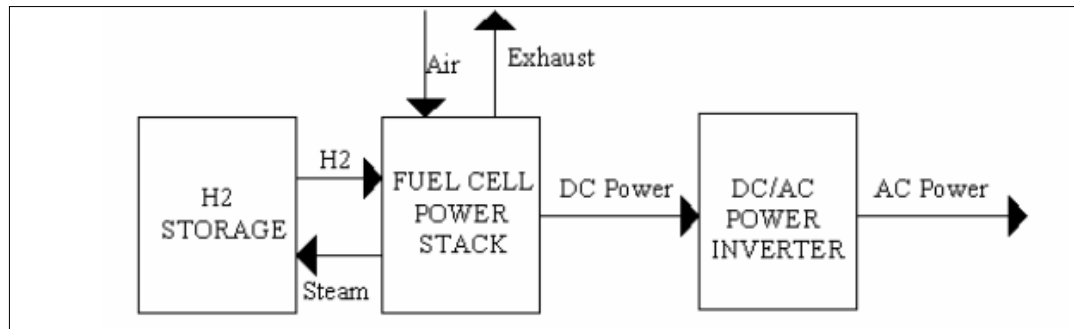 Air
Exhaust
H2
STORAGE
H2
Steam
FUEL CELL
POWER
STACK
DC Power
DC/AC
POWER
INVERTER
AC Power